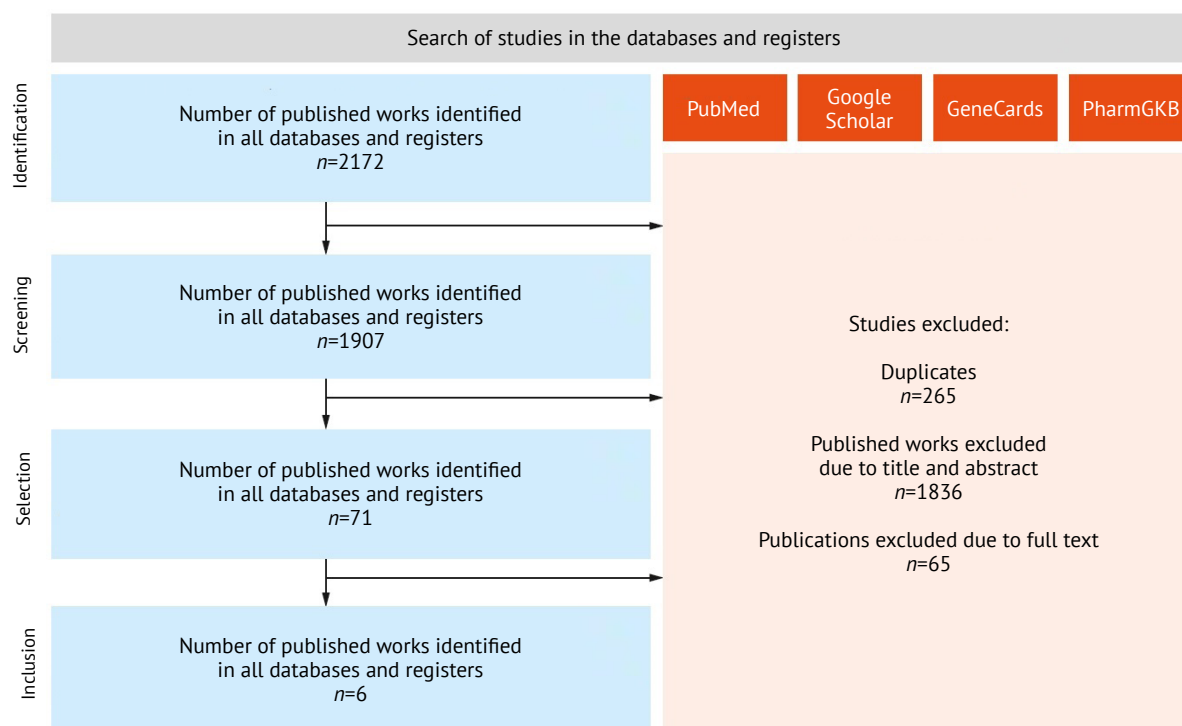 Search of studies in the databases and registers
Identification
Number of published works identified
in all databases and registers
n=2172
PubMed
Google
Scholar
GeneCards
PharmGKB
Screening
Number of published works identified
in all databases and registers
n=1907
Selection
Number of published works identified
in all databases and registers
n=71
Inclusion
Number of published works identified
in all databases and registers
n=6
Studies excluded:
Duplicates
n=265
Published works excluded
due to title and abstract
n=1836
Publications excluded due to full text
n=65